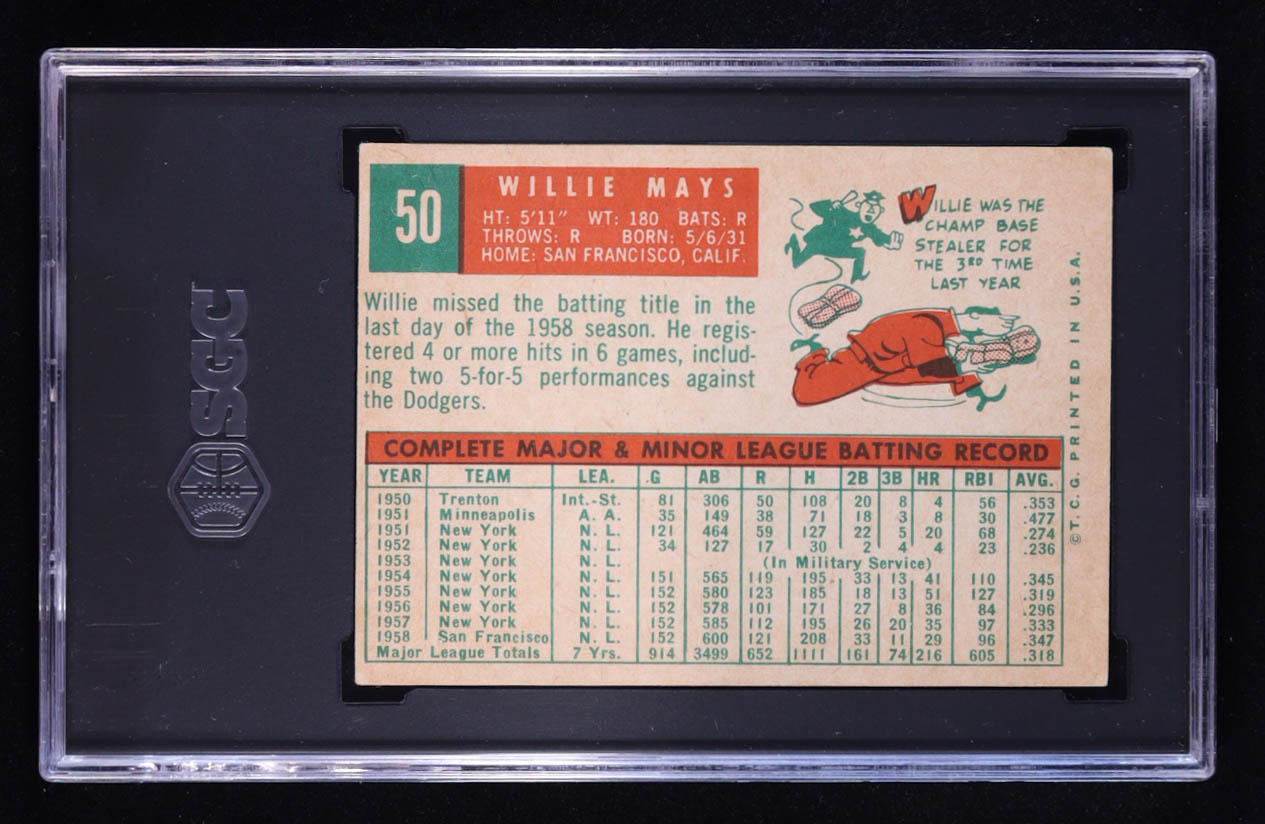 SGC
50
WILLIE MAYS
HT: 5'11" WT: 180 BATS: R
THROWS: R BORN: 5/6/31
HOME: SAN FRANCISCO, CALIF.
WILLIE WAS THE
CHAMP BASE
STEALER FOR
THE 3RD TIME
LAST YEAR
Willie missed the batting title in the
last day of the 1958 season. He regis-
tered 4 or more hits in 6 games, includ-
ing two 5-for-5 performances against
the Dodgers.
COMPLETE MAJOR & MINOR LEAGUE BATTING RECORD
YEAR TEAM LEA. G AB R H 2B 3B HR RBI AVG.
1950 Trenton Int.-St. 81 306 50 108 20 8 4 56 .353
1951 Minneapolis A. A. 35 149 38 71 18 3 8 30 .477
1951 New York N. L. 121 464 59 127 22 5 20 68 .274
1952 New York N. L. 34 127 17 30 2 4 4 23 .236
1953 New York N. L. (In Military Service)
1954 New York N. L. 151 565 119 195 33 13 41 110 .345
1955 New York N. L. 152 580 123 185 18 13 51 127 .319
1956 New York N. L. 152 578 101 171 27 8 36 84 .296
1957 New York N. L. 152 585 112 195 26 20 35 97 .333
1958 San Francisco N. L. 152 600 121 208 33 11 29 96 .347
Major League Totals 7 Yrs. 914 3499 652 1111 161 74 216 605 .318
© T. C. G. PRINTED IN U.S.A.